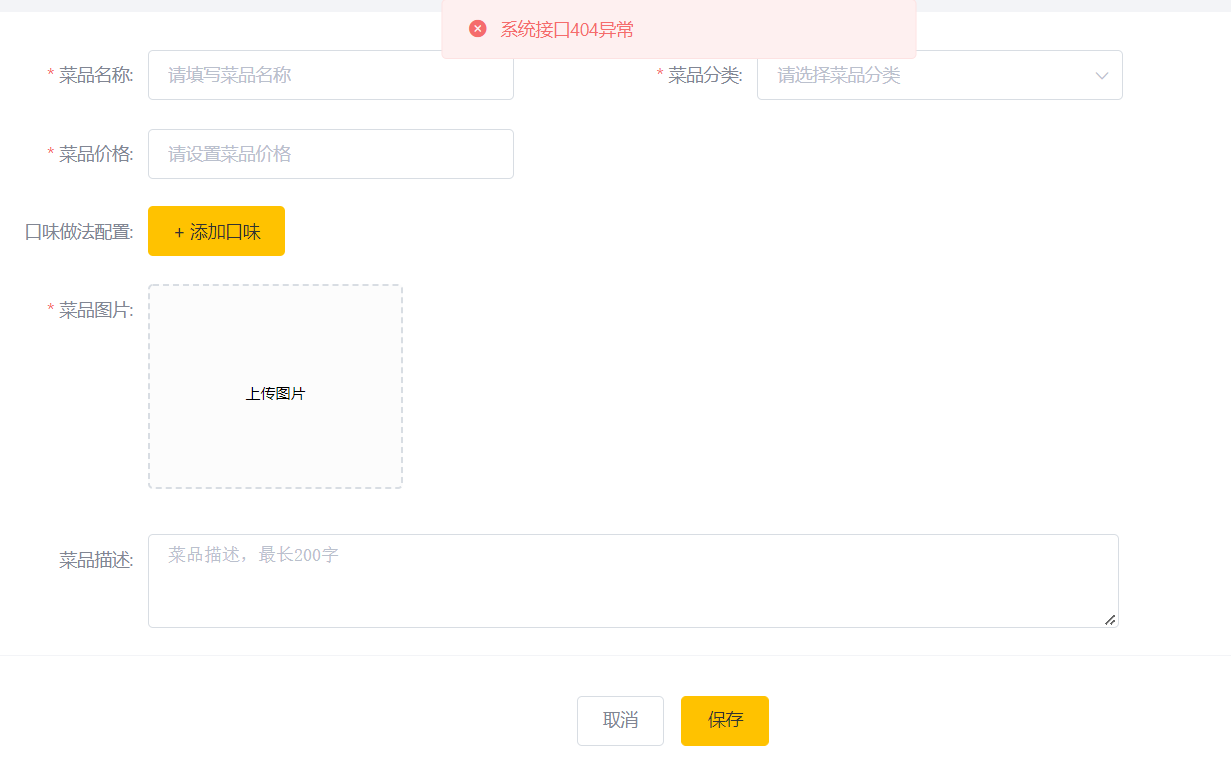 系统接口404异常
* 菜品名称: 请填写菜品名称
* 菜品分类: 请选择菜品分类
* 菜品价格: 请设置菜品价格
口味做法配置: + 添加口味
* 菜品图片:
上传图片
菜品描述: 菜品描述，最长200字
取消 保存